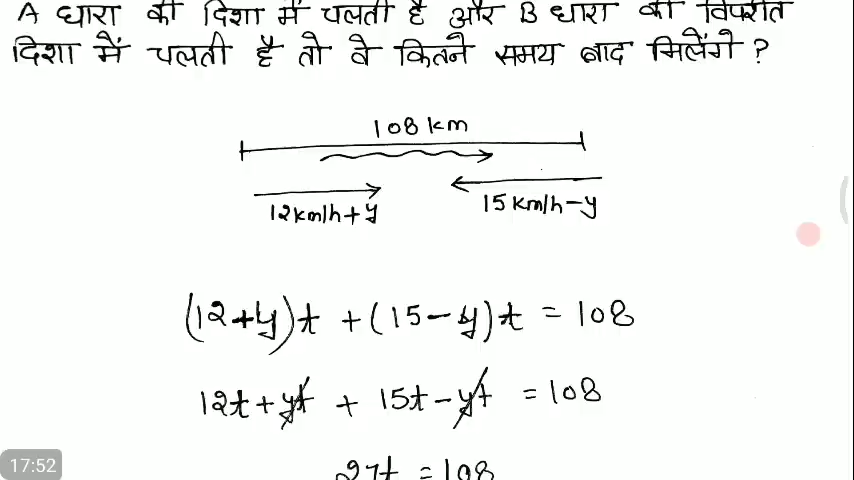 A धारा की दिशा में चलती है और B धारा की विपरीत
दिशा में चलती है तो वे कितने समय बाद मिलेंगे ?
108 km
12km/h+y
15 km/h-y
(12+y)t + (15-y)t = 108
12t + yt + 15t - yt = 108
27t = 108
17:52